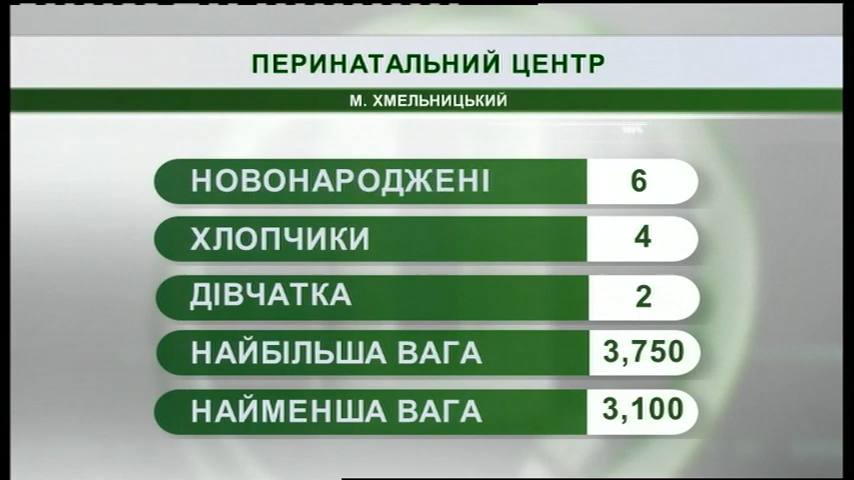 ПЕРИНАТАЛЬНИЙ ЦЕНТР
М. ХМЕЛЬНИЦЬКИЙ
НОВОНАРОДЖЕНІ 6
ХЛОПЧИКИ 4
ДІВЧАТКА 2
НАЙБІЛЬША ВАГА 3,750
НАЙМЕНША ВАГА 3,100